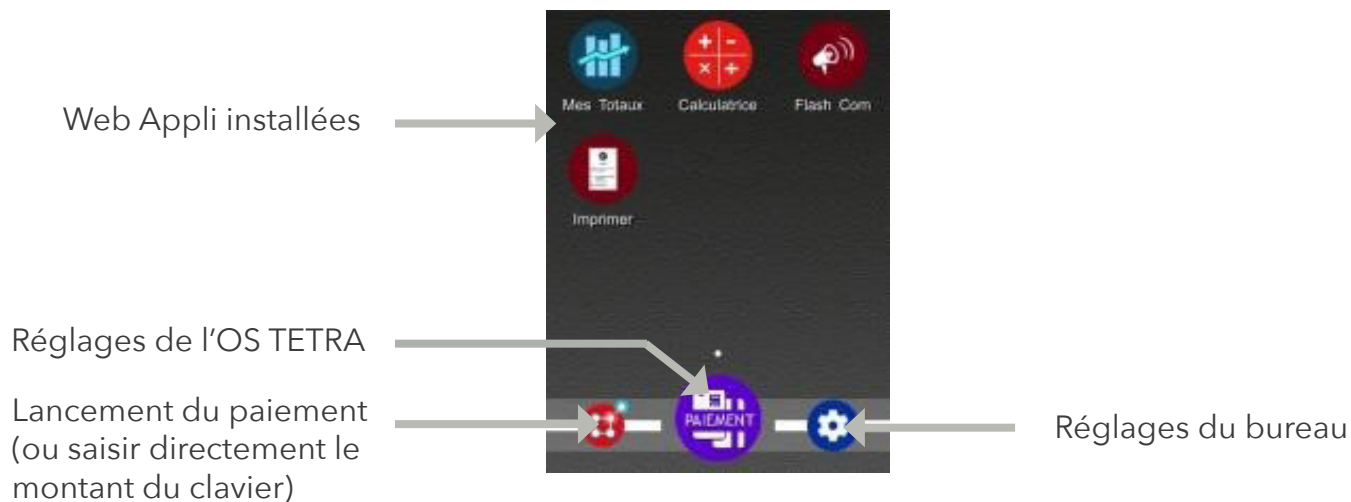 Mes Totaux
Calculatrice
Flash Com
Web Appli installées
Imprimer
Réglages de l'OS TETRA
Lancement du paiement
(ou saisir directement le
montant du clavier)
PAIEMENT
Réglages du bureau